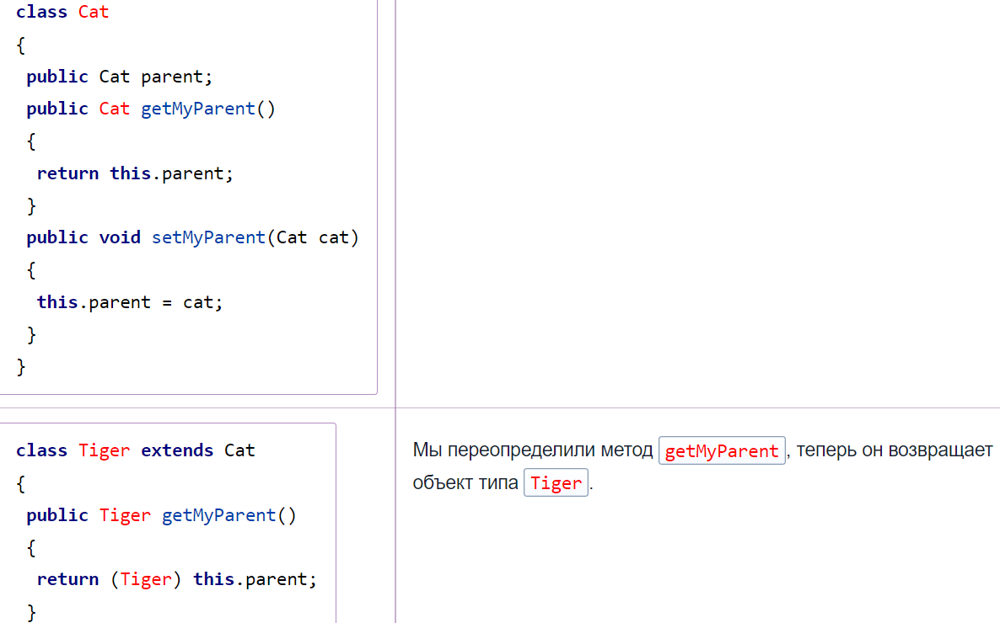 class Cat
{
public Cat parent;
public Cat getMyParent()
{
return this.parent;
}
public void setMyParent(Cat cat)
{
this.parent = cat;
}
}
class Tiger extends Cat
{
public Tiger getMyParent()
{
return (Tiger) this.parent;
}
Мы переопределили метод getMyParent, теперь он возвращает
объект типа Tiger.